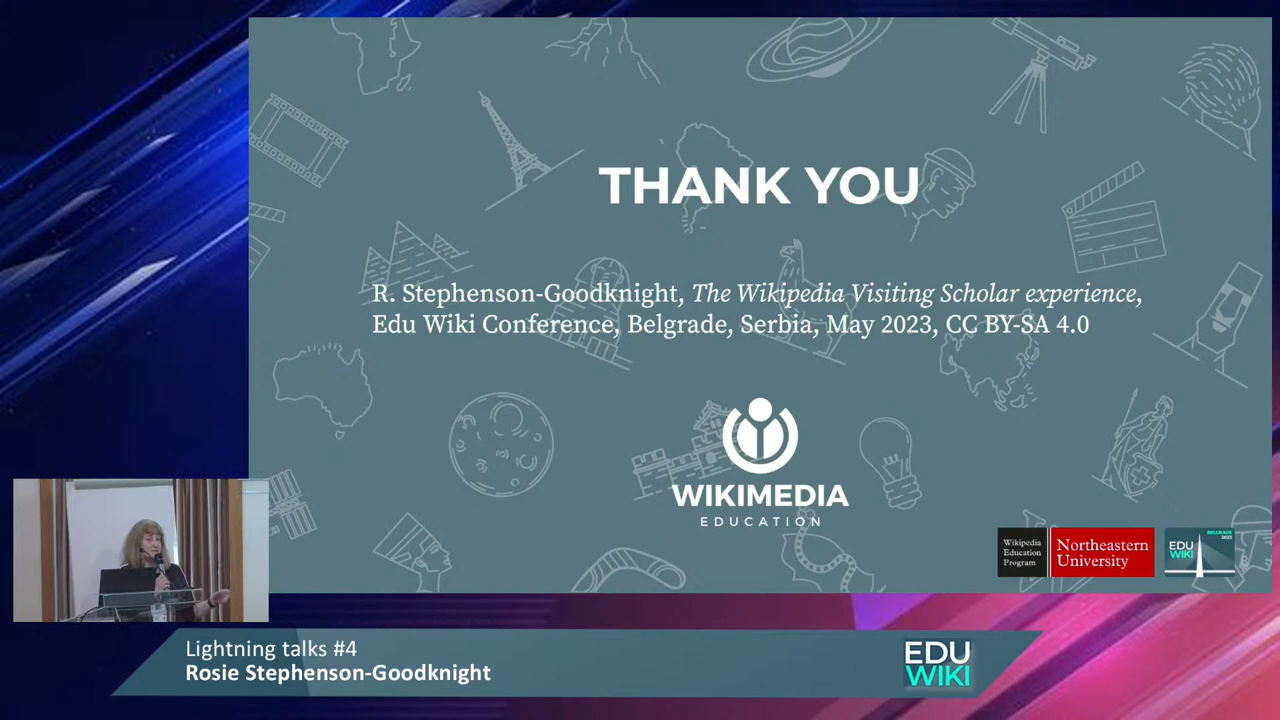 THANK YOU
R. Stephenson-Goodknight, The Wikipedia Visiting Scholar experience,
Edu Wiki Conference, Belgrade, Serbia, May 2023, CC BY-SA 4.0
WIKIMEDIA
EDUCATION
Wikipedia
Education
Program
Northeastern
University
BELGRADE
2023
EDU
WIKI
Lightning talks #4
Rosie Stephenson-Goodknight
EDU
WIKI